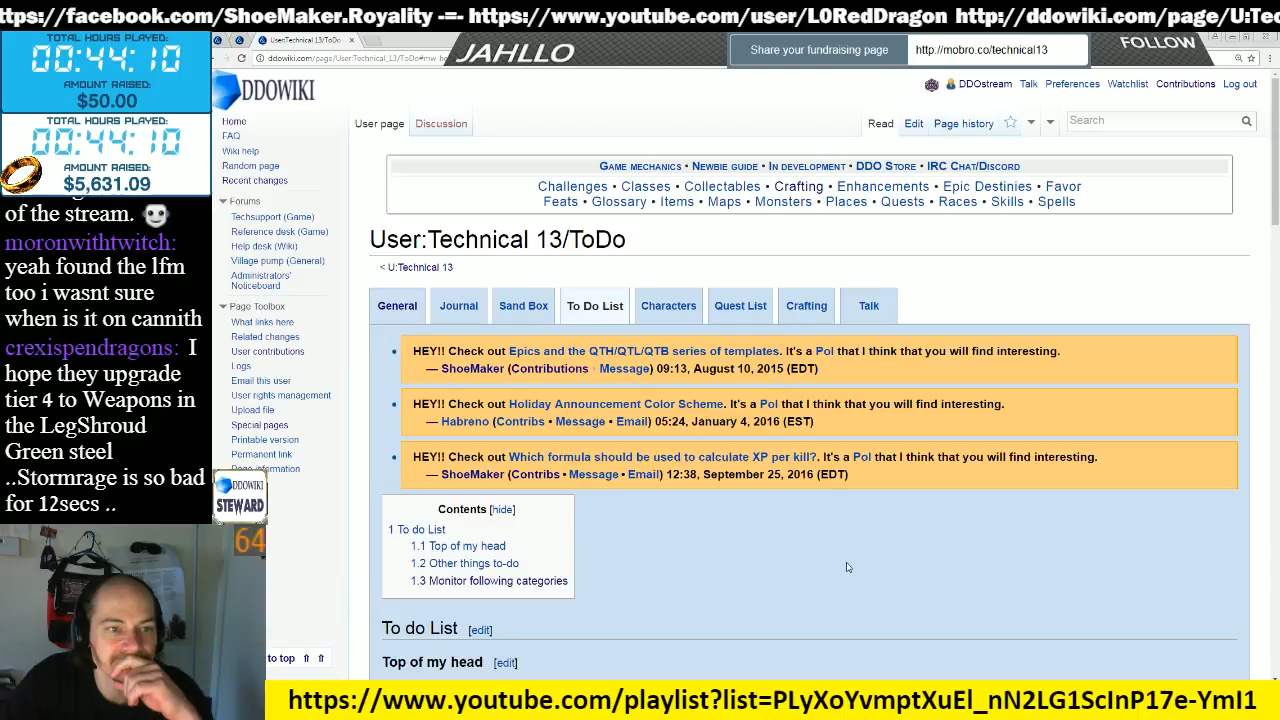 https://facebook.com/ShoeMaker.Royality -=- https://www.youtube.com/user/L0RedDragon http://ddowiki.com/page/U:Tec
TOTAL HOURS PLAYED:
00:44:10
AMOUNT RAISED:
$50.00
TOTAL HOURS PLAYED:
00:44:10
AMOUNT RAISED:
$5,631.09
of the stream.
moronwithtwitch:
yeah found the lfm
too i wasnt sure
when is it on cannith
crexispendragons: I
hope they upgrade
tier 4 to Weapons in
the LegShroud
Green steel
..Stormrage is so bad
for 12secs ..
User:Technical 13/ToDo
ddowiki.com/page/User:Technical_13/ToDo#mw-he
JAHLLO
Share your fundraising page
http://mobro.co/technical13
FOLLOW
DDOWIKI
DDOstream Talk Preferences Watchlist Contributions Log out
User page Discussion
Read Edit Page history
Search
Home
FAQ
Wiki help
Random page
Recent changes
Forums
Techsupport (Game)
Reference desk (Game)
Help desk (Wiki)
Village pump (General)
Administrators'
Noticeboard
Page Toolbox
What links here
Related changes
User contributions
Logs
Email this user
User rights management
Upload file
Special pages
Printable version
Permanent link
Page information
DDOWIKI
STEWARD
64
to top ⇑ ⇑
Game mechanics • Newbie guide • In development • DDO Store • IRC Chat/Discord
Challenges • Classes • Collectables • Crafting • Enhancements • Epic Destinies • Favor
Feats • Glossary • Items • Maps • Monsters • Places • Quests • Races • Skills • Spells
User:Technical 13/ToDo
< U:Technical 13
General Journal Sand Box To Do List Characters Quest List Crafting Talk
HEY!! Check out Epics and the QTH/QTL/QTB series of templates. It's a Pol that I think that you will find interesting.
— ShoeMaker (Contributions · Message) 09:13, August 10, 2015 (EDT)
HEY!! Check out Holiday Announcement Color Scheme. It's a Pol that I think that you will find interesting.
— Habreno (Contribs • Message • Email) 05:24, January 4, 2016 (EST)
HEY!! Check out Which formula should be used to calculate XP per kill?. It's a Pol that I think that you will find interesting.
— ShoeMaker (Contribs • Message • Email) 12:38, September 25, 2016 (EDT)
Contents [hide]
1 To do List
1.1 Top of my head
1.2 Other things to-do
1.3 Monitor following categories
To do List [edit]
Top of my head [edit]
https://www.youtube.com/playlist?list=PLyXoYvmptXuEl_nN2LG1ScInP17e-YmI1